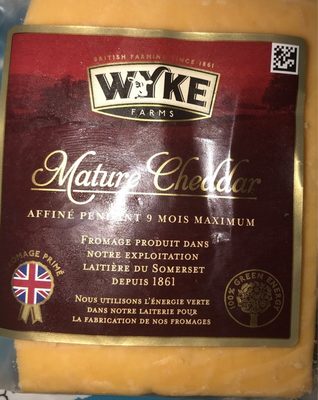 BRITISH FARMING SINCE 1861
WYKE
FARMS
Mature Cheddar
AFFINÉ PENDANT 9 MOIS MAXIMUM
FROMAGE PRODUIT DANS
NOTRE EXPLOITATION
LAITIÈRE DU SOMERSET
DEPUIS 1861
FROMAGE PRIMÉ
100% GREEN ENERGY
NOUS UTILISONS L'ÉNERGIE VERTE
DANS NOTRE LAITERIE POUR
LA FABRICATION DE NOS FROMAGES